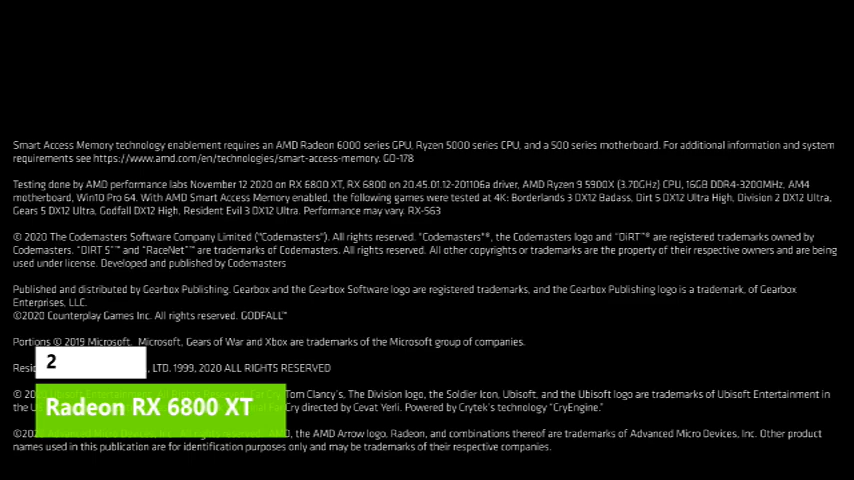 Smart Access Memory technology enablement requires an AMD Radeon 6000 series GPU, Ryzen 5000 series CPU, and a 500 series motherboard. For additional information and system
requirements see https://www.amd.com/en/technologies/smart-access-memory. GD-178
Testing done by AMD performance labs November 12 2020 on RX 6800 XT, RX 6800 on 20.45.01.12-201106a driver, AMD Ryzen 9 5900X (3.70GHz) CPU, 16GB DDR4-3200MHz, AM4
motherboard, Win10 Pro 64. With AMD Smart Access Memory enabled, the following games were tested at 4K: Borderlands 3 DX12 Badass, Dirt 5 DX12 Ultra High, Division 2 DX12 Ultra,
Gears 5 DX12 Ultra, Godfall DX12 High, Resident Evil 3 DX12 Ultra. Performance may vary. RX-563
© 2020 The Codemasters Software Company Limited ("Codemasters"). All rights reserved. "Codemasters"®, the Codemasters logo and "DiRT"® are registered trademarks owned by
Codemasters. "DIRT 5"™ and "RaceNet"™ are trademarks of Codemasters. All rights reserved. All other copyrights or trademarks are the property of their respective owners and are being
used under license. Developed and published by Codemasters
Published and distributed by Gearbox Publishing. Gearbox and the Gearbox Software logo are registered trademarks, and the Gearbox Publishing logo is a trademark, of Gearbox
Enterprises, LLC.
©2020 Counterplay Games Inc. All rights reserved. GODFALL™
Portions © 2019 Microsoft. Microsoft, Gears of War and Xbox are trademarks of the Microsoft group of companies.
2
LTD. 1999, 2020 ALL RIGHTS RESERVED
Tom Clancy's, The Division logo, the Soldier Icon, Ubisoft, and the Ubisoft logo are trademarks of Ubisoft Entertainment in
the Cry directed by Cevat Yerli. Powered by Crytek's technology "CryEngine."
Radeon RX 6800 XT
the AMD Arrow logo, Radeon, and combinations thereof are trademarks of Advanced Micro Devices, Inc. Other product
names used in this publication are for identification purposes only and may be trademarks of their respective companies.